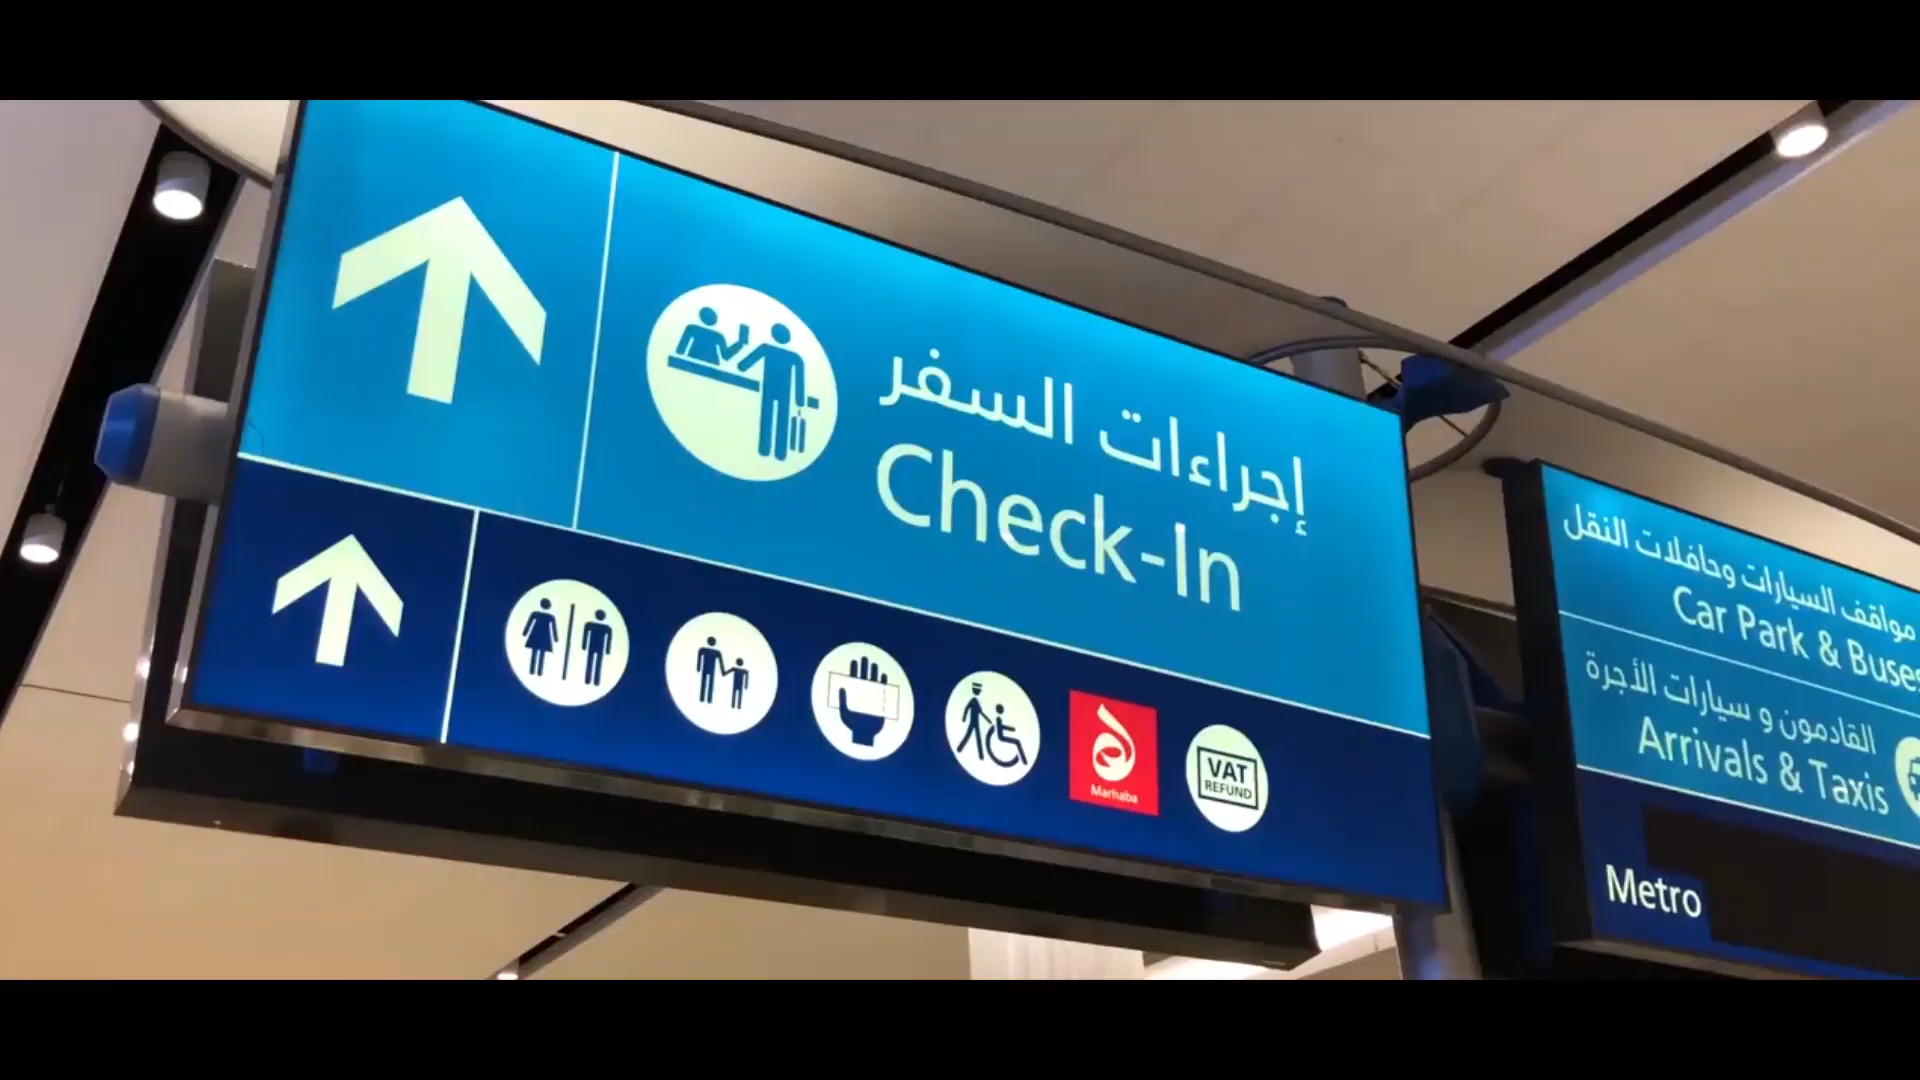 إجراءات السفر
Check-In
Marhaba
VAT
REFUND
مواقف السيارات وحافلات النقل
Car Park & Buses
القادمون و سيارات الأجرة
Arrivals & Taxis
Metro